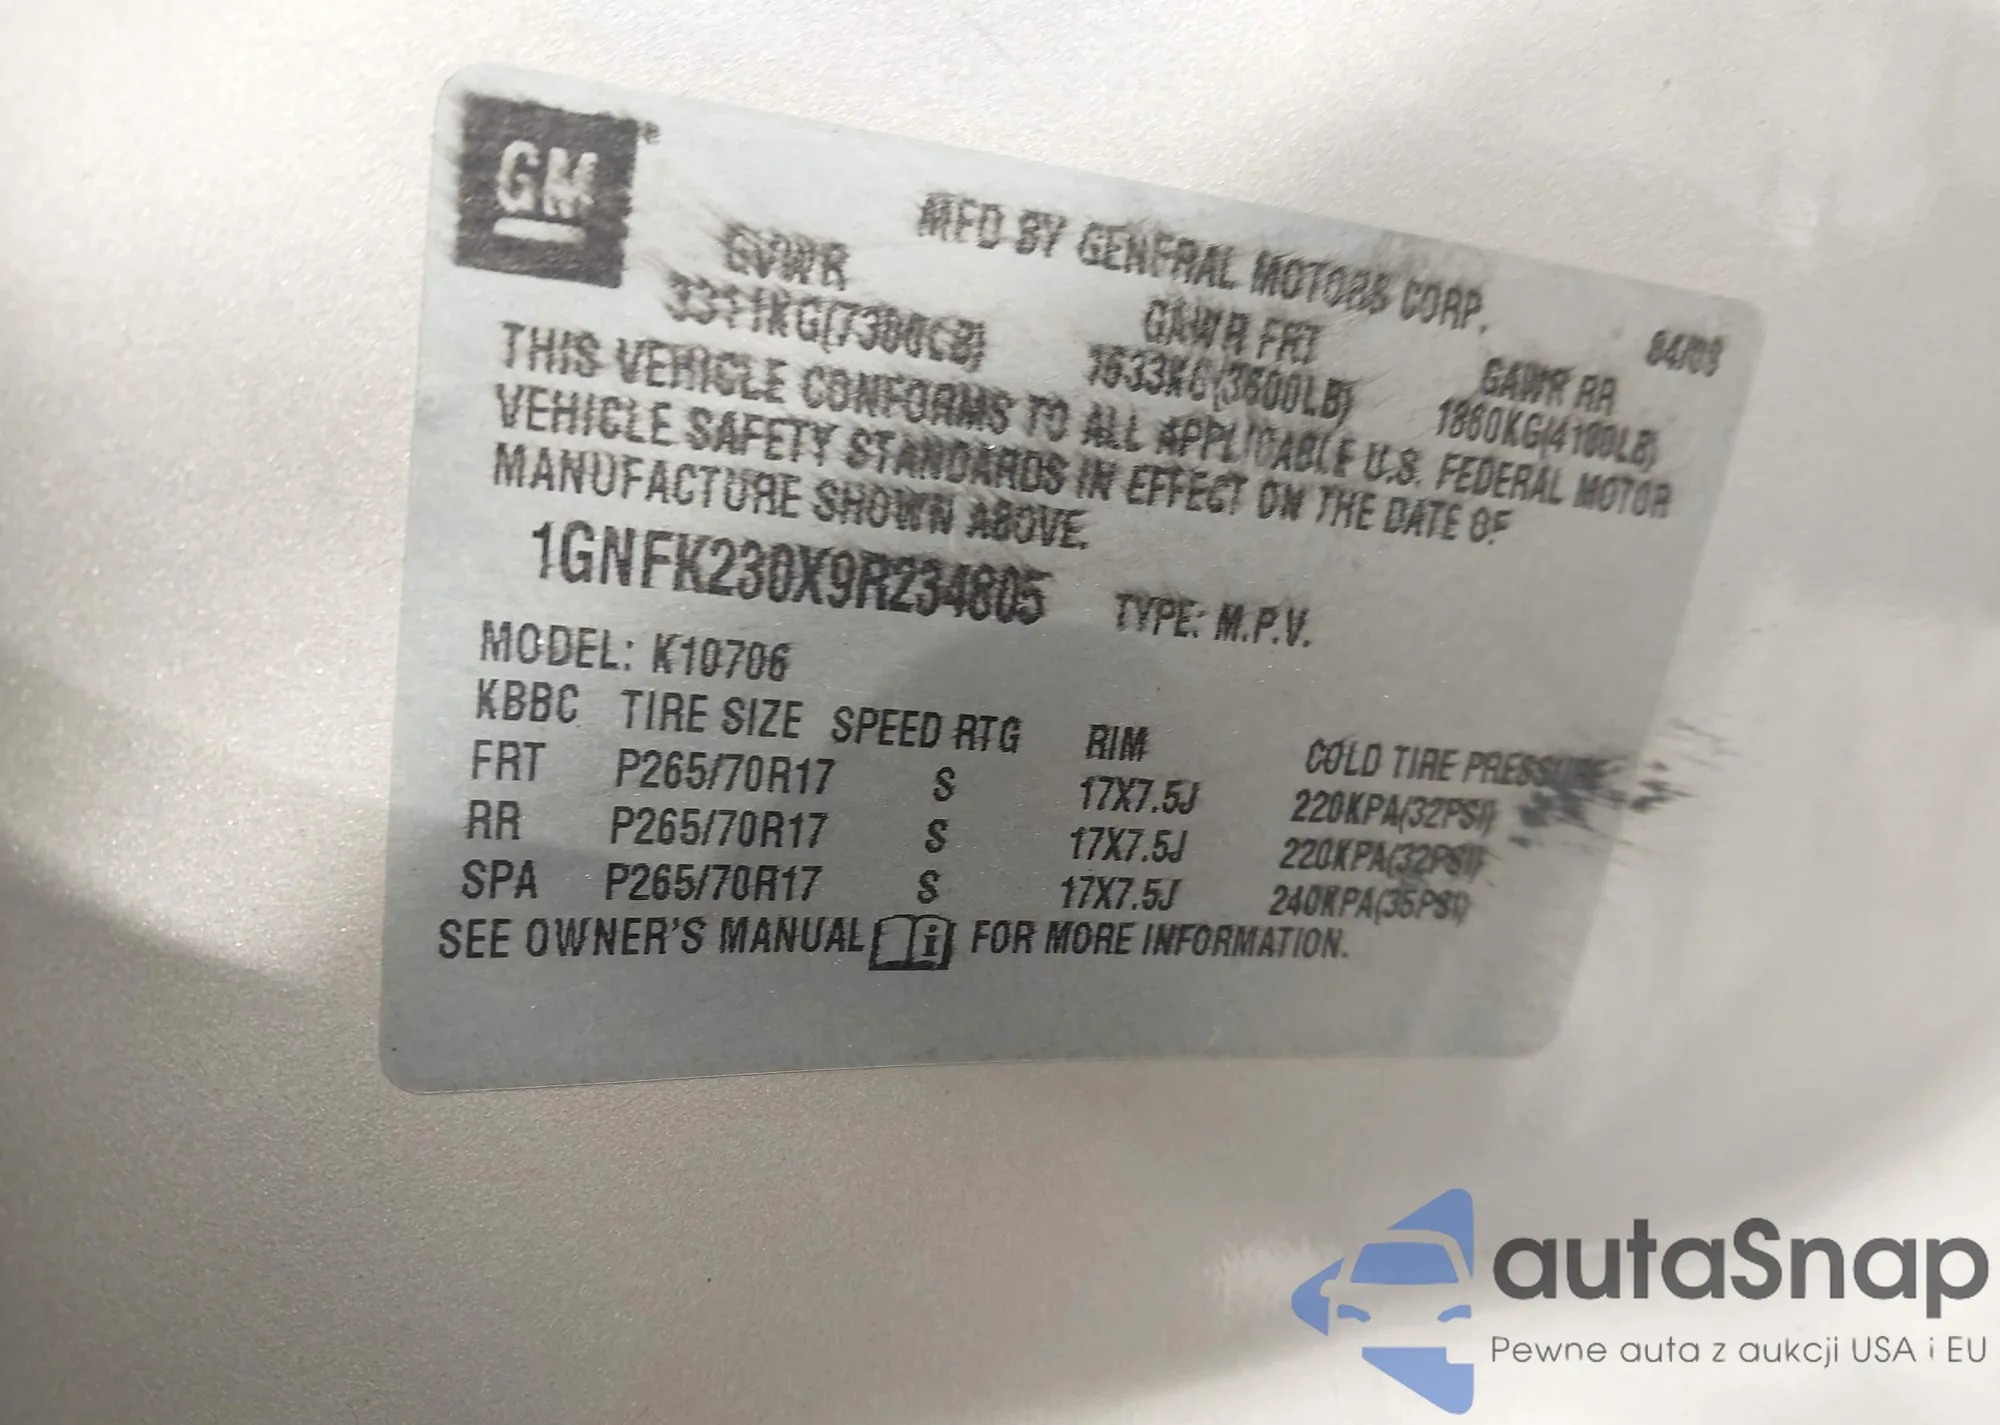 GM
MFD BY GENERAL MOTORS CORP.
04/09
GVWR GAWR FRT GAWR RR
3311KG(7300LB) 1633KG(3600LB) 1860KG(4100LB)
THIS VEHICLE CONFORMS TO ALL APPLICABLE U.S. FEDERAL MOTOR
VEHICLE SAFETY STANDARDS IN EFFECT ON THE DATE OF
MANUFACTURE SHOWN ABOVE.
1GNFK230X9R234805 TYPE: M.P.V.
MODEL: K10706
KBBC TIRE SIZE SPEED RTG RIM COLD TIRE PRESSURE
FRT P265/70R17 S 17X7.5J 220KPA(32PSI)
RR P265/70R17 S 17X7.5J 220KPA(32PSI)
SPA P265/70R17 S 17X7.5J 240KPA(35PSI)
SEE OWNER'S MANUAL FOR MORE INFORMATION.
autaSnap
Pewne auta z aukcji USA i EU